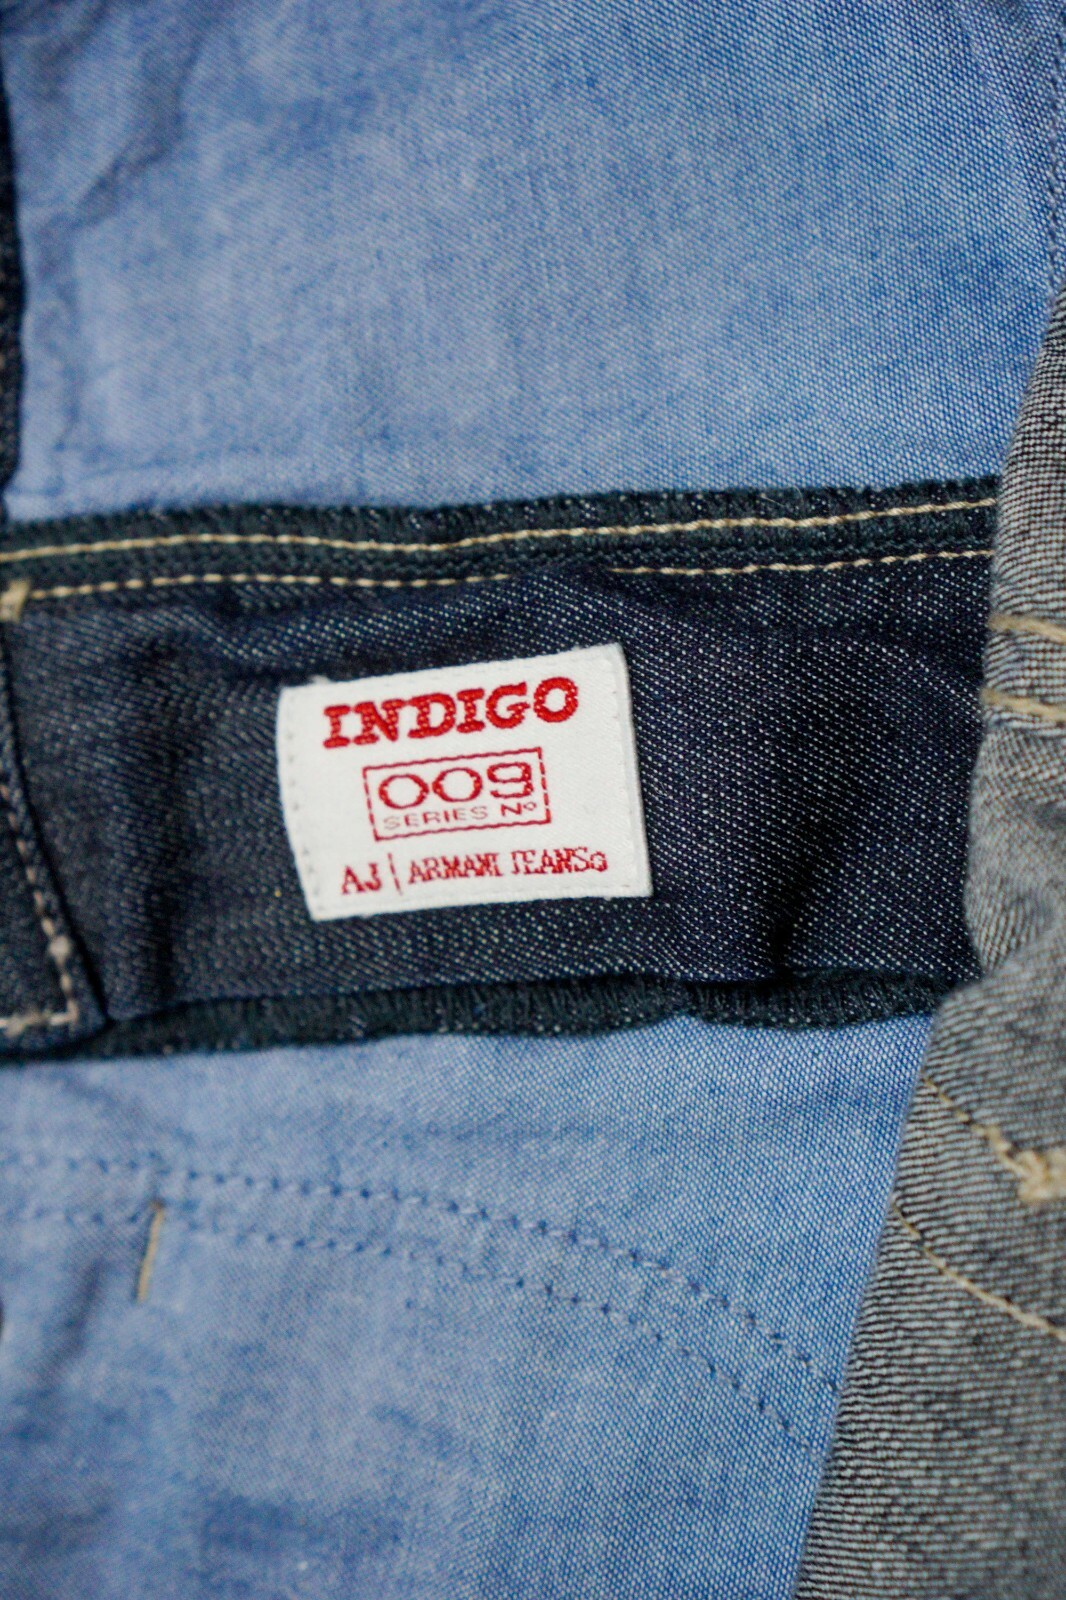 INDIGO
009
SERIES Nº
AJ | ARMANI JEANS